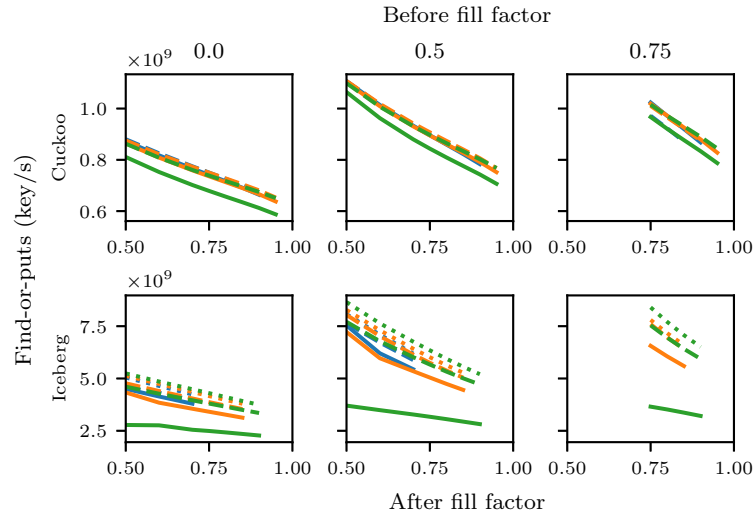 Before fill factor
0.0 0.5 0.75
×10⁹
Find-or-puts (key/s)
Cuckoo
1.0
0.8
0.6
0.50 0.75 1.00 0.50 0.75 1.00 0.50 0.75 1.00
×10⁹
Iceberg
7.5
5.0
2.5
0.50 0.75 1.00 0.50 0.75 1.00 0.50 0.75 1.00
After fill factor